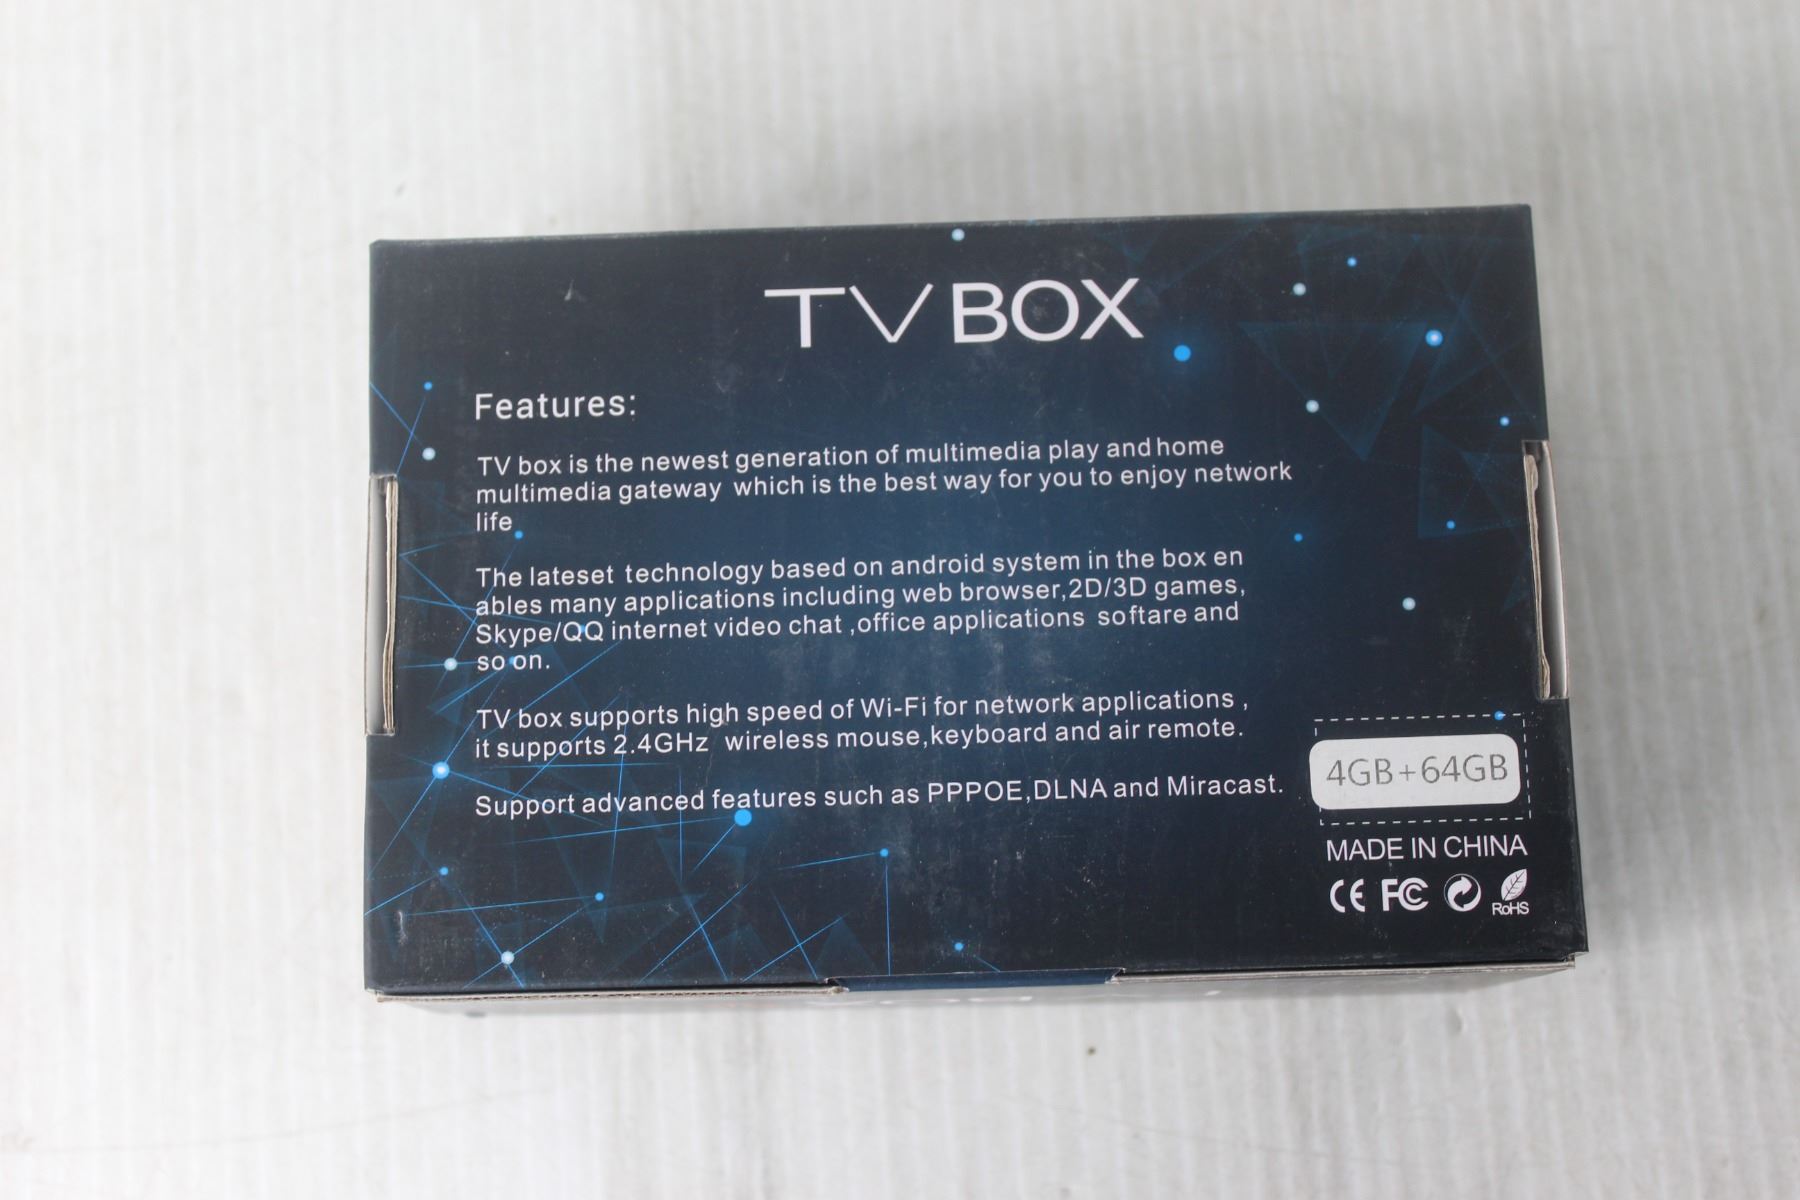 TV BOX
Features:
TV box is the newest generation of multimedia play and home
multimedia gateway which is the best way for you to enjoy network
life
The lateset technology based on android system in the box en
ables many applications including web browser,2D/3D games,
Skype/QQ internet video chat ,office applications softare and
so on.
TV box supports high speed of Wi-Fi for network applications ,
it supports 2.4GHz wireless mouse,keyboard and air remote.
Support advanced features such as PPPOE,DLNA and Miracast.
4GB+64GB
MADE IN CHINA
CE FC RoHS